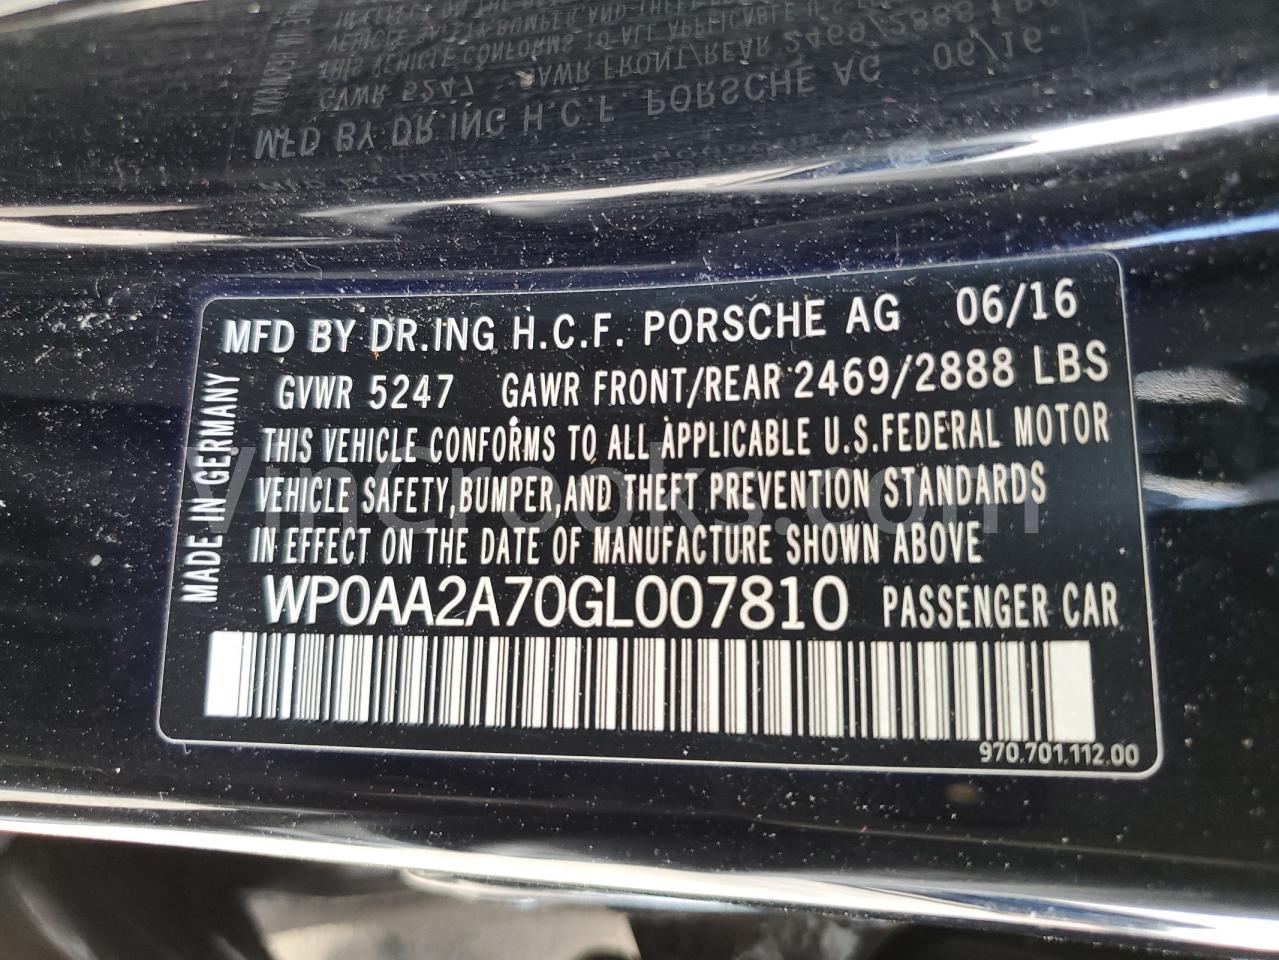 MFD BY DR.ING H.C.F. PORSCHE AG 06/16
GVWR 5247 GAWR FRONT/REAR 2469/2888 LBS
THIS VEHICLE CONFORMS TO ALL APPLICABLE U.S.FEDERAL MOTOR
VEHICLE SAFETY,BUMPER,AND THEFT PREVENTION STANDARDS
IN EFFECT ON THE DATE OF MANUFACTURE SHOWN ABOVE
WP0AA2A70GL007810 PASSENGER CAR
970.701.112.00
MADE IN GERMANY
VinCrooks.com